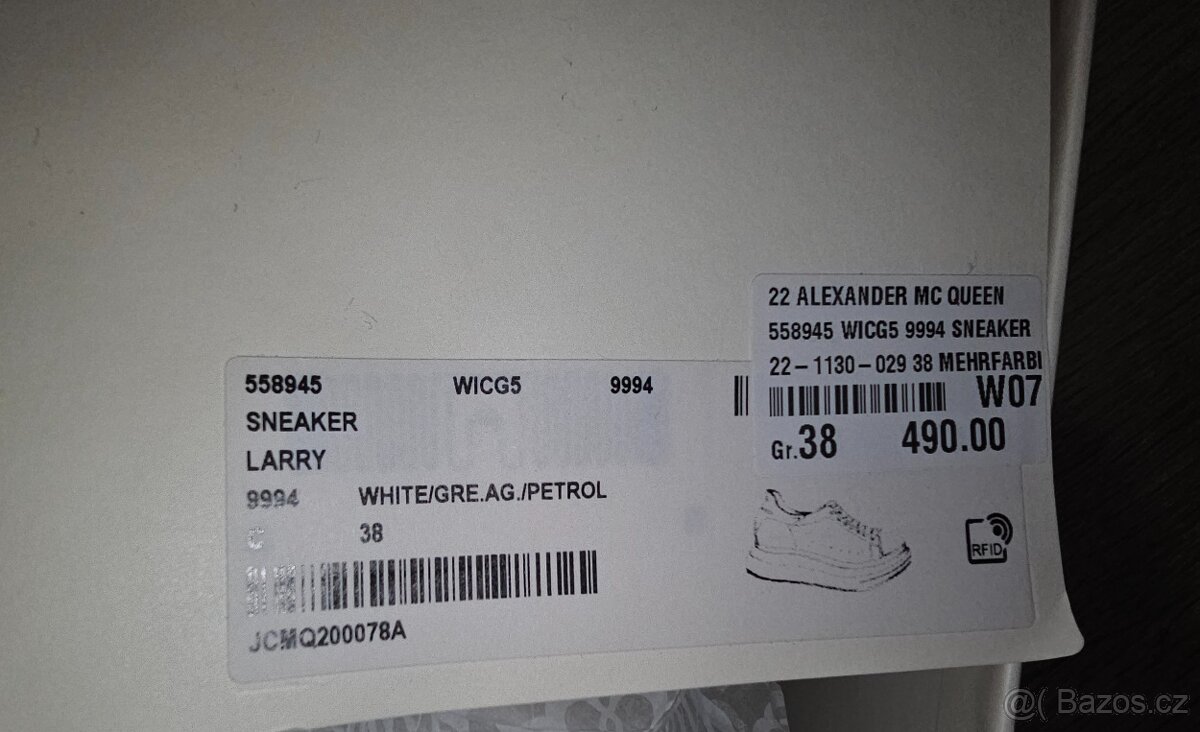 22 ALEXANDER MC QUEEN
558945 WICG5 9994 SNEAKER
22-1130-029 38 MEHRFARBI
W07
Gr.38 490.00
558945 WICG5 9994
SNEAKER
LARRY
9994 WHITE/GRE.AG./PETROL
C 38
JCMQ200078A
RFID
@( Bazos.cz